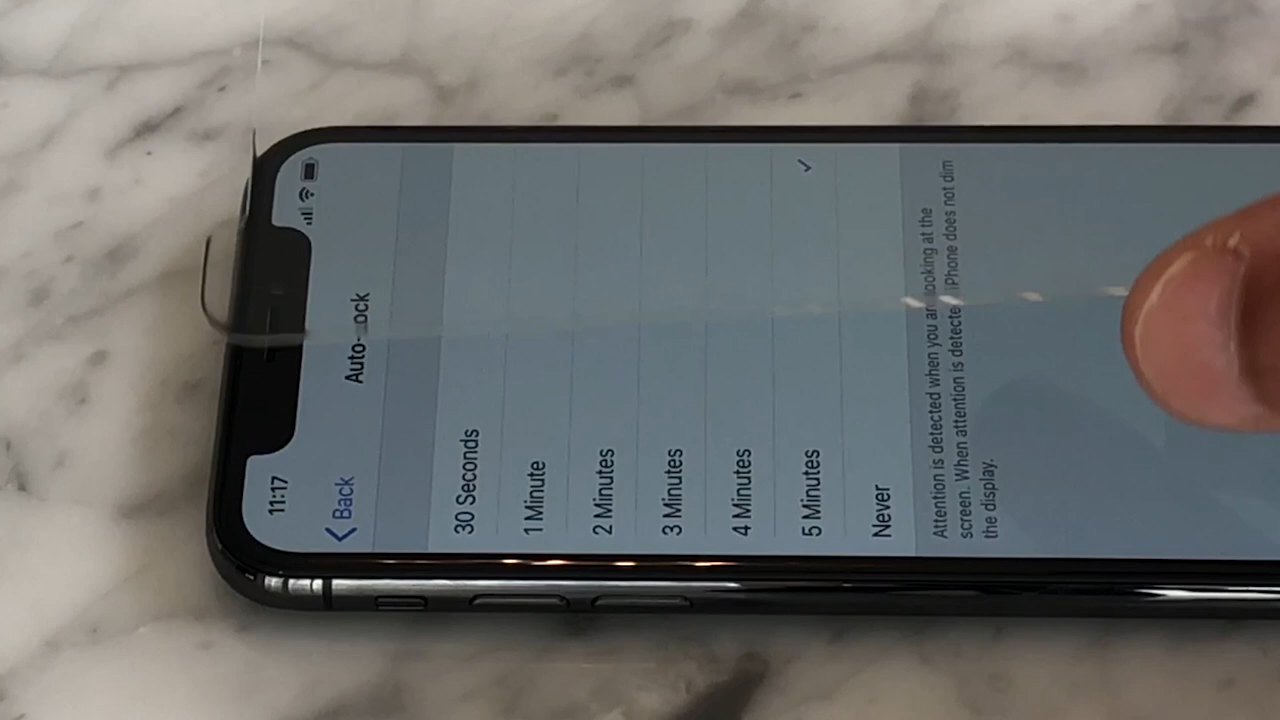 11:17
Back
Auto-Lock
30 Seconds
1 Minute
2 Minutes
3 Minutes
4 Minutes
5 Minutes
Never
Attention is detected when you are looking at the
screen. When attention is detected iPhone does not dim
the display.